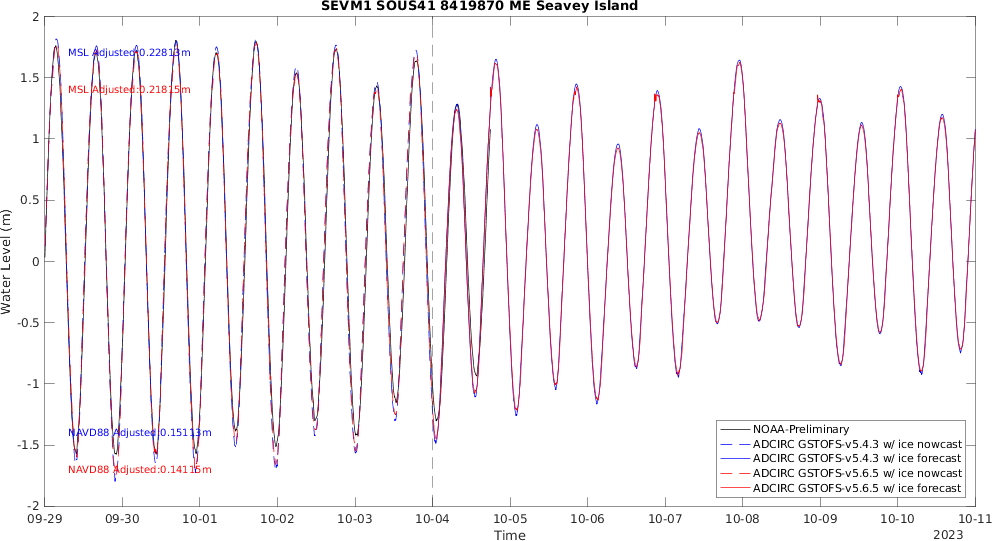 SEVM1 SOUS41 8419870 ME Seavey Island
2
1.5
1
0.5
0
-0.5
-1
-1.5
-2
Water Level (m)
MSL Adjusted:0.22813m
MSL Adjusted:0.21815m
NAVD88 Adjusted:0.15113m
NAVD88 Adjusted:0.14115m
NOAA-Preliminary
ADCIRC GSTOFS-v5.4.3 w/ ice nowcast
ADCIRC GSTOFS-v5.4.3 w/ ice forecast
ADCIRC GSTOFS-v5.6.5 w/ ice nowcast
ADCIRC GSTOFS-v5.6.5 w/ ice forecast
09-29 09-30 10-01 10-02 10-03 10-04 10-05 10-06 10-07 10-08 10-09 10-10 10-11
Time
2023